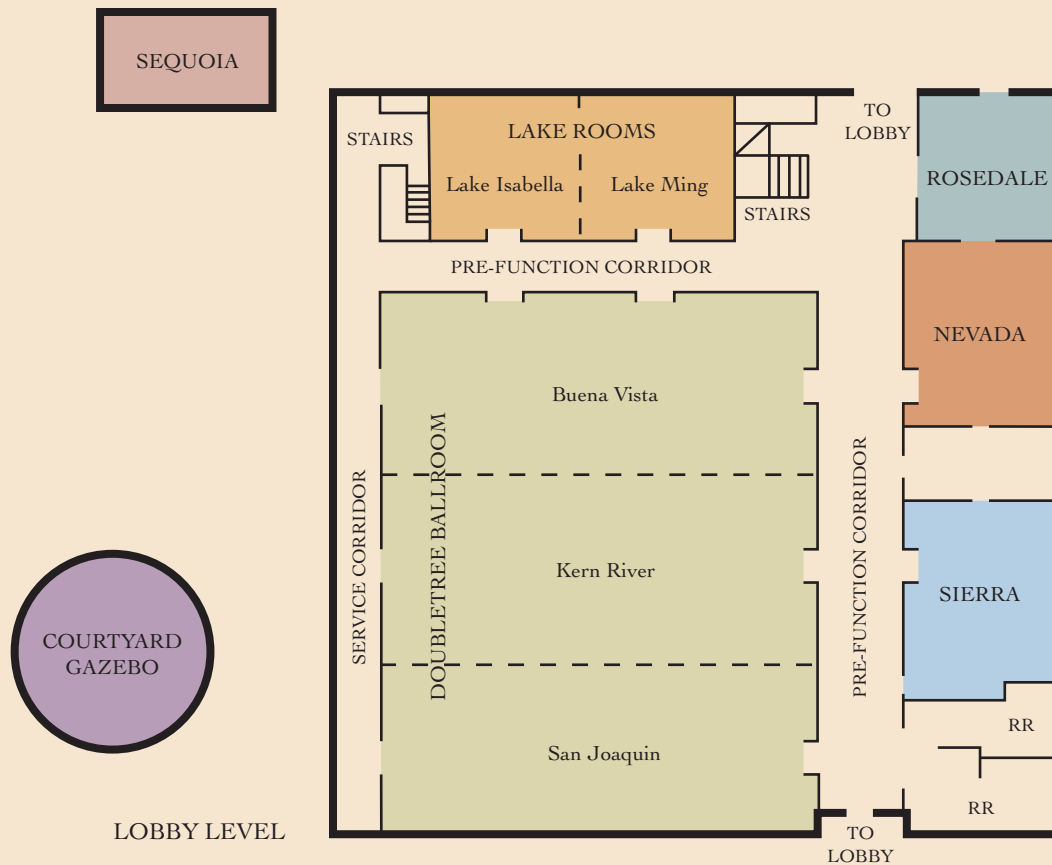 SEQUOIA
TO
LOBBY
STAIRS
LAKE ROOMS
Lake Isabella
Lake Ming
ROSEDALE
STAIRS
PRE-FUNCTION CORRIDOR
NEVADA
Buena Vista
SERVICE CORRIDOR
DOUBLETREE BALLROOM
PRE-FUNCTION CORRIDOR
Kern River
SIERRA
COURTYARD
GAZEBO
San Joaquin
RR
RR
LOBBY LEVEL
TO
LOBBY